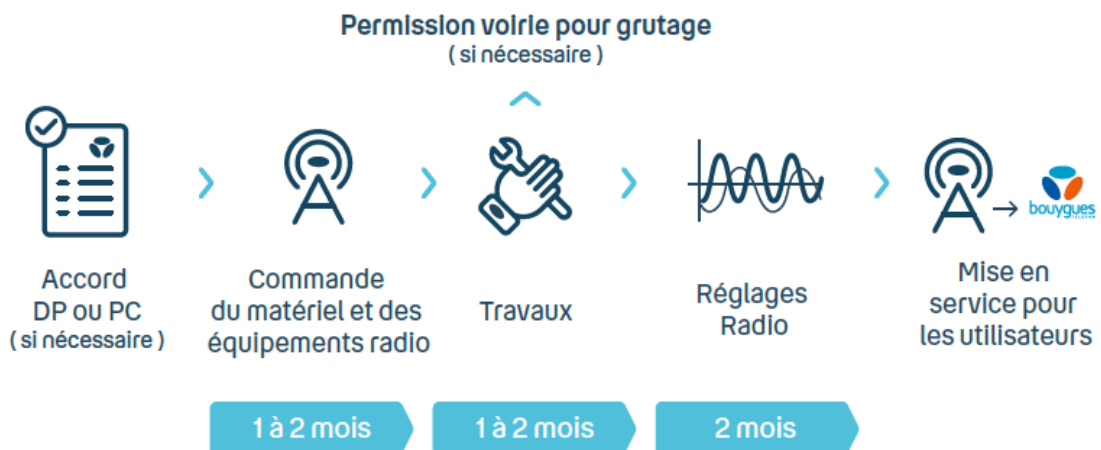 Permission voirie pour grutage
( si nécessaire )
bouygues
TELECOM
Accord
DP ou PC
( si nécessaire )
Commande
du matériel et des
équipements radio
Travaux
Réglages
Radio
Mise en
service pour
les utilisateurs
1 à 2 mois
1 à 2 mois
2 mois